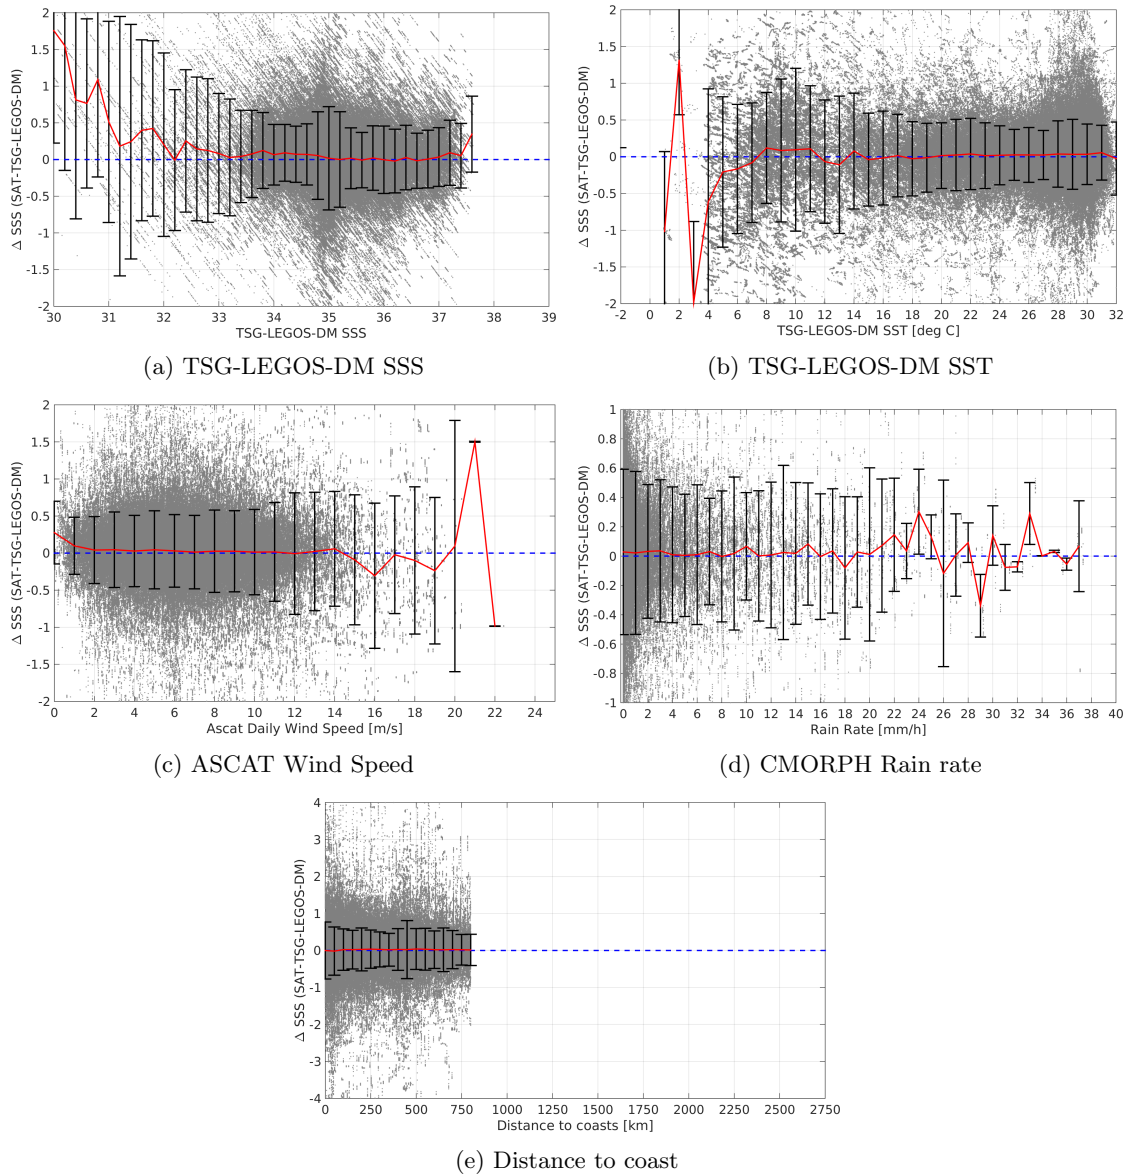 2
1.5
1
0.5
0
-0.5
-1
-1.5
-2
Δ SSS (SAT-TSG-LEGOS-DM)
30 31 32 33 34 35 36 37 38 39
TSG-LEGOS-DM SSS
(a) TSG-LEGOS-DM SSS
2
1.5
1
0.5
0
-0.5
-1
-1.5
-2
Δ SSS (SAT-TSG-LEGOS-DM)
-2 0 2 4 6 8 10 12 14 16 18 20 22 24 26 28 30 32
TSG-LEGOS-DM SST [deg C]
(b) TSG-LEGOS-DM SST
2
1.5
1
0.5
0
-0.5
-1
-1.5
-2
Δ SSS (SAT-TSG-LEGOS-DM)
0 2 4 6 8 10 12 14 16 18 20 22 24
Ascat Daily Wind Speed [m/s]
(c) ASCAT Wind Speed
1
0.8
0.6
0.4
0.2
0
-0.2
-0.4
-0.6
-0.8
-1
Δ SSS (SAT-TSG-LEGOS-DM)
0 2 4 6 8 10 12 14 16 18 20 22 24 26 28 30 32 34 36 38 40
Rain Rate [mm/h]
(d) CMORPH Rain rate
4
3
2
1
0
-1
-2
-3
-4
Δ SSS (SAT-TSG-LEGOS-DM)
0 250 500 750 1000 1250 1500 1750 2000 2250 2500 2750
Distance to coasts [km]
(e) Distance to coast